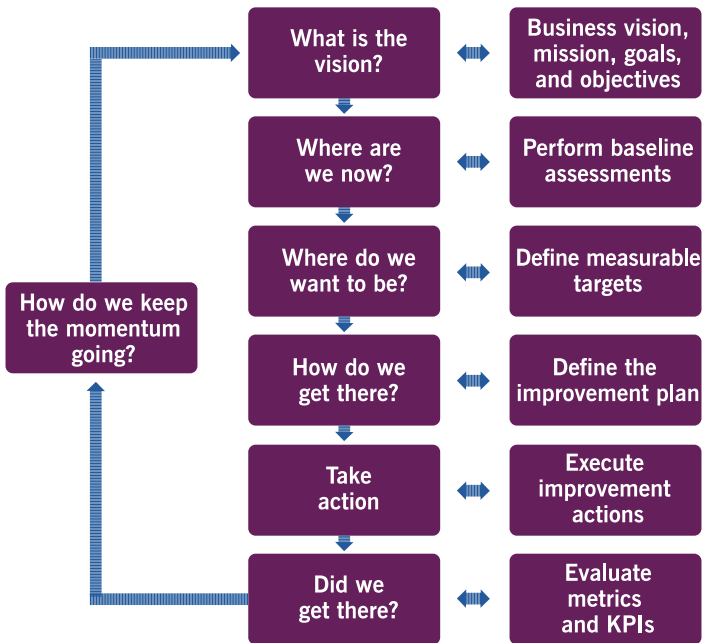 What is the
vision?
Business vision,
mission, goals,
and objectives
Where are
we now?
Perform baseline
assessments
Where do we
want to be?
Define measurable
targets
How do we keep
the momentum
going?
How do we
get there?
Define the
improvement plan
Take
action
Execute
improvement
actions
Did we
get there?
Evaluate
metrics
and KPIs